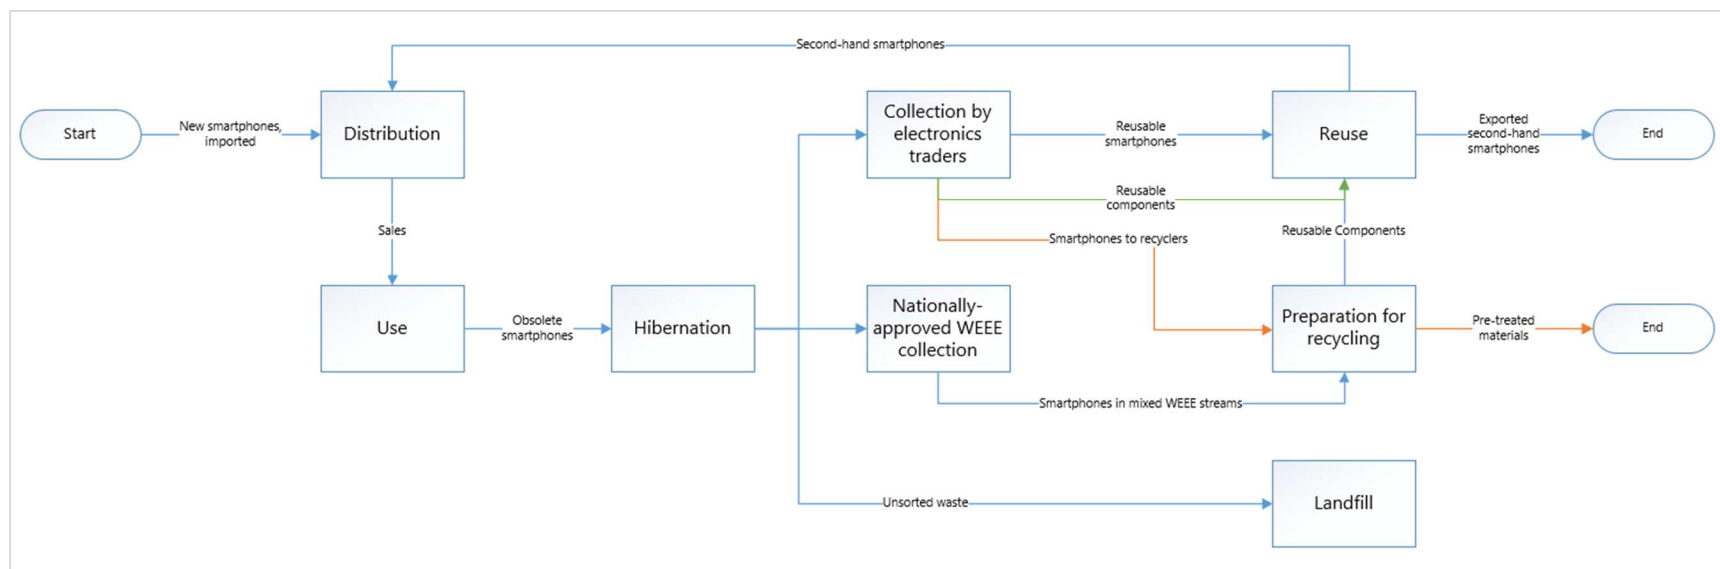 Second-hand smartphones
Start
New smartphones,
imported
Distribution
Collection by
electronics
traders
Reusable
smartphones
Reuse
Exported
second-hand
smartphones
End
Reusable
components
Sales
Smartphones to recyclers
Reusable Components
Use
Obsolete
smartphones
Hibernation
Nationally-
approved WEEE
collection
Preparation for
recycling
Pre-treated
materials
End
Smartphones in mixed WEEE streams
Unsorted waste
Landfill